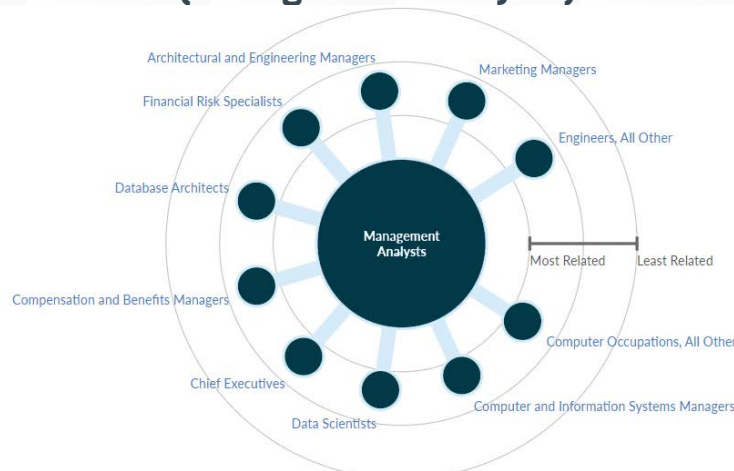 Architectural and Engineering Managers
Marketing Managers
Financial Risk Specialists
Engineers, All Other
Database Architects
Management
Analysts
Most Related
Least Related
Compensation and Benefits Managers
Computer Occupations, All Other
Chief Executives
Computer and Information Systems Managers
Data Scientists